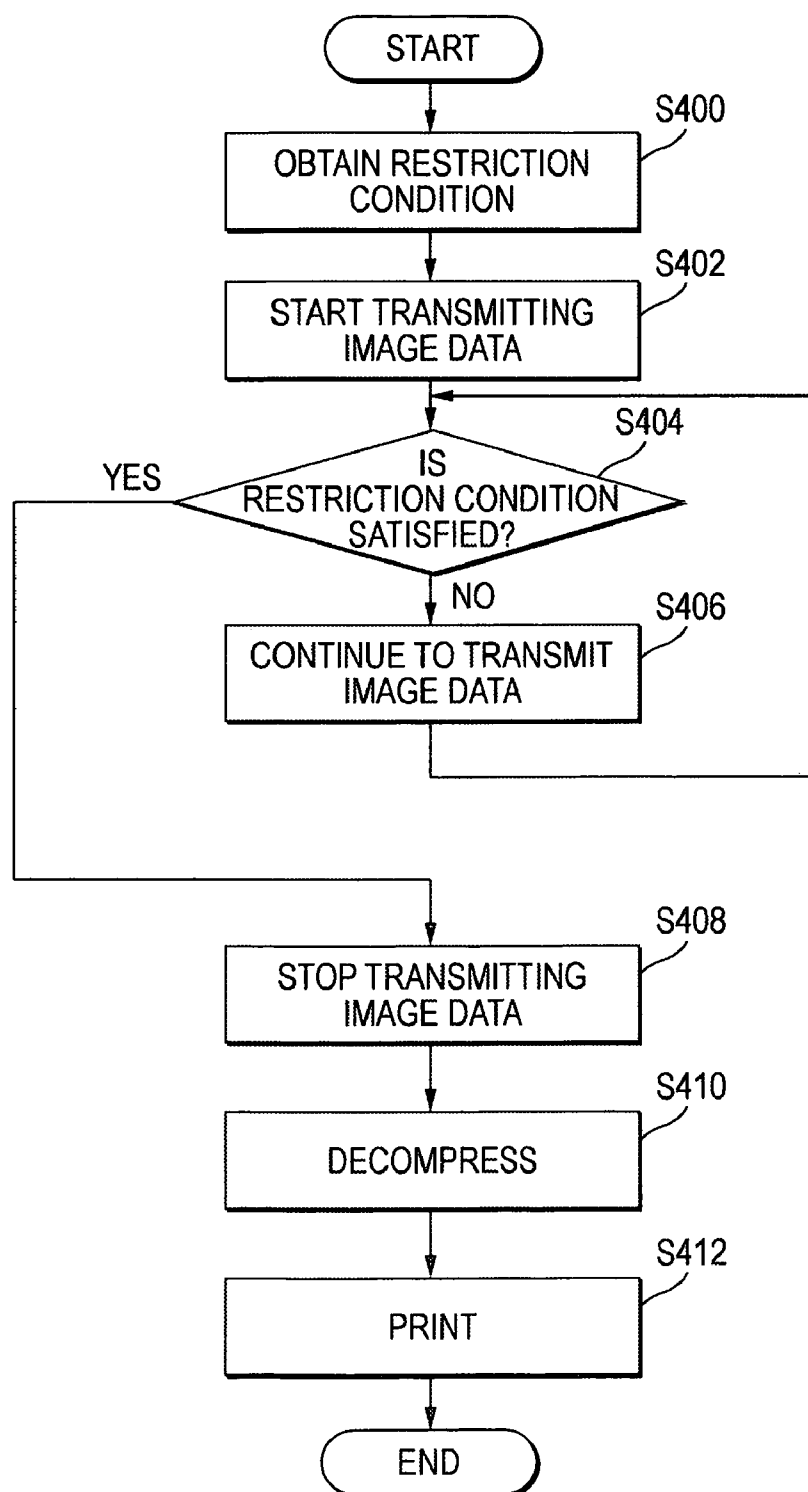 START
S400
OBTAIN RESTRICTION
CONDITION
S402
START TRANSMITTING
IMAGE DATA
S404
YES
IS
RESTRICTION CONDITION
SATISFIED?
NO
S406
CONTINUE TO TRANSMIT
IMAGE DATA
S408
STOP TRANSMITTING
IMAGE DATA
S410
DECOMPRESS
S412
PRINT
END